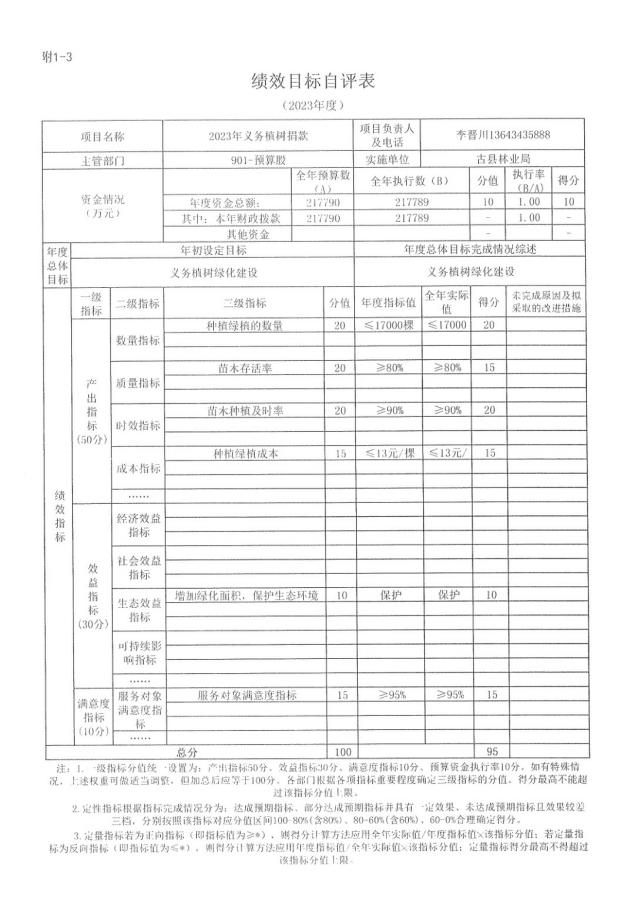 附1-3
绩效目标自评表
(2023年度)
项目名称 2023年义务植树捐款 项目负责人及电话 李晋川13643435888
主管部门 901-预算股 实施单位 古县林业局
资金情况(万元) 全年预算数(A) 全年执行数(B) 分值 执行率(B/A) 得分
年度资金总额: 217790 217789 10 1.00 10
其中:本年财政拨款 217790 217789 - 1.00 -
其他资金 - -
年度总体目标 年初设定目标 年度总体目标完成情况综述
义务植树绿化建设 义务植树绿化建设
绩效指标 一级指标 二级指标 三级指标 分值 年度指标值 全年实际值 得分 未完成原因及拟采取的改进措施
产出指标(50分) 数量指标 种植绿植的数量 20 ≤17000棵 ≤17000 20
质量指标 苗木存活率 20 ≥80% ≥80% 15
时效指标 苗木种植及时率 20 ≥90% ≥90% 20
成本指标 种植绿植成本 15 ≤13元/棵 ≤13元/ 15
……
效益指标(30分) 经济效益指标
社会效益指标
生态效益指标 增加绿化面积,保护生态环境 10 保护 保护 10
可持续影响指标
……
满意度指标(10分) 服务对象满意度指标 服务对象满意度指标 15 ≥95% ≥95% 15
……
总分 100 95
注:1.一级指标分值统一设置为:产出指标50分、效益指标30分、满意度指标10分、预算资金执行率10分。如有特殊情
况,上述权重可做适当调整,但加总后应等于100分。各部门根据各项指标重要程度确定三级指标的分值。得分最高不能超
过该指标分值上限。
2.定性指标根据指标完成情况分为:达成预期指标、部分达成预期指标并具有一定效果、未达成预期指标且效果较差
三档,分别按照该指标对应分值区间100-80%(含80%)、80-60%(含60%)、60-0%合理确定得分。
3.定量指标若为正向指标(即指标值为≥*),则得分计算方法应用全年实际值/年度指标值×该指标分值;若定量指
标为反向指标(即指标值为≤*),则得分计算方法应用年度指标值/全年实际值×该指标分值;定量指标得分最高不得超过
该指标分值上限。